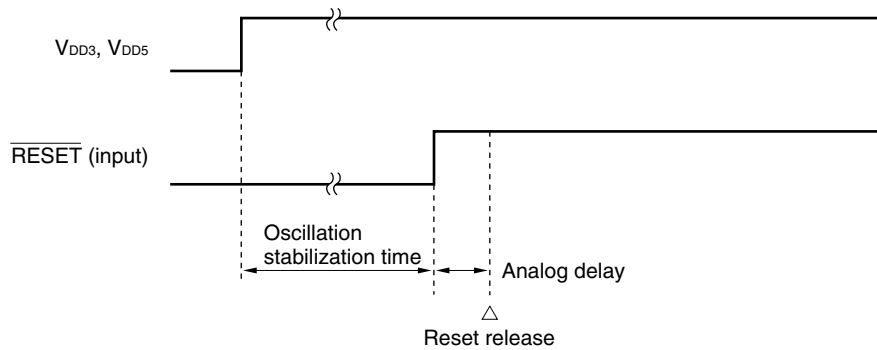 VDD3, VDD5
RESET (input)
Oscillation
stabilization time
Analog delay
Reset release